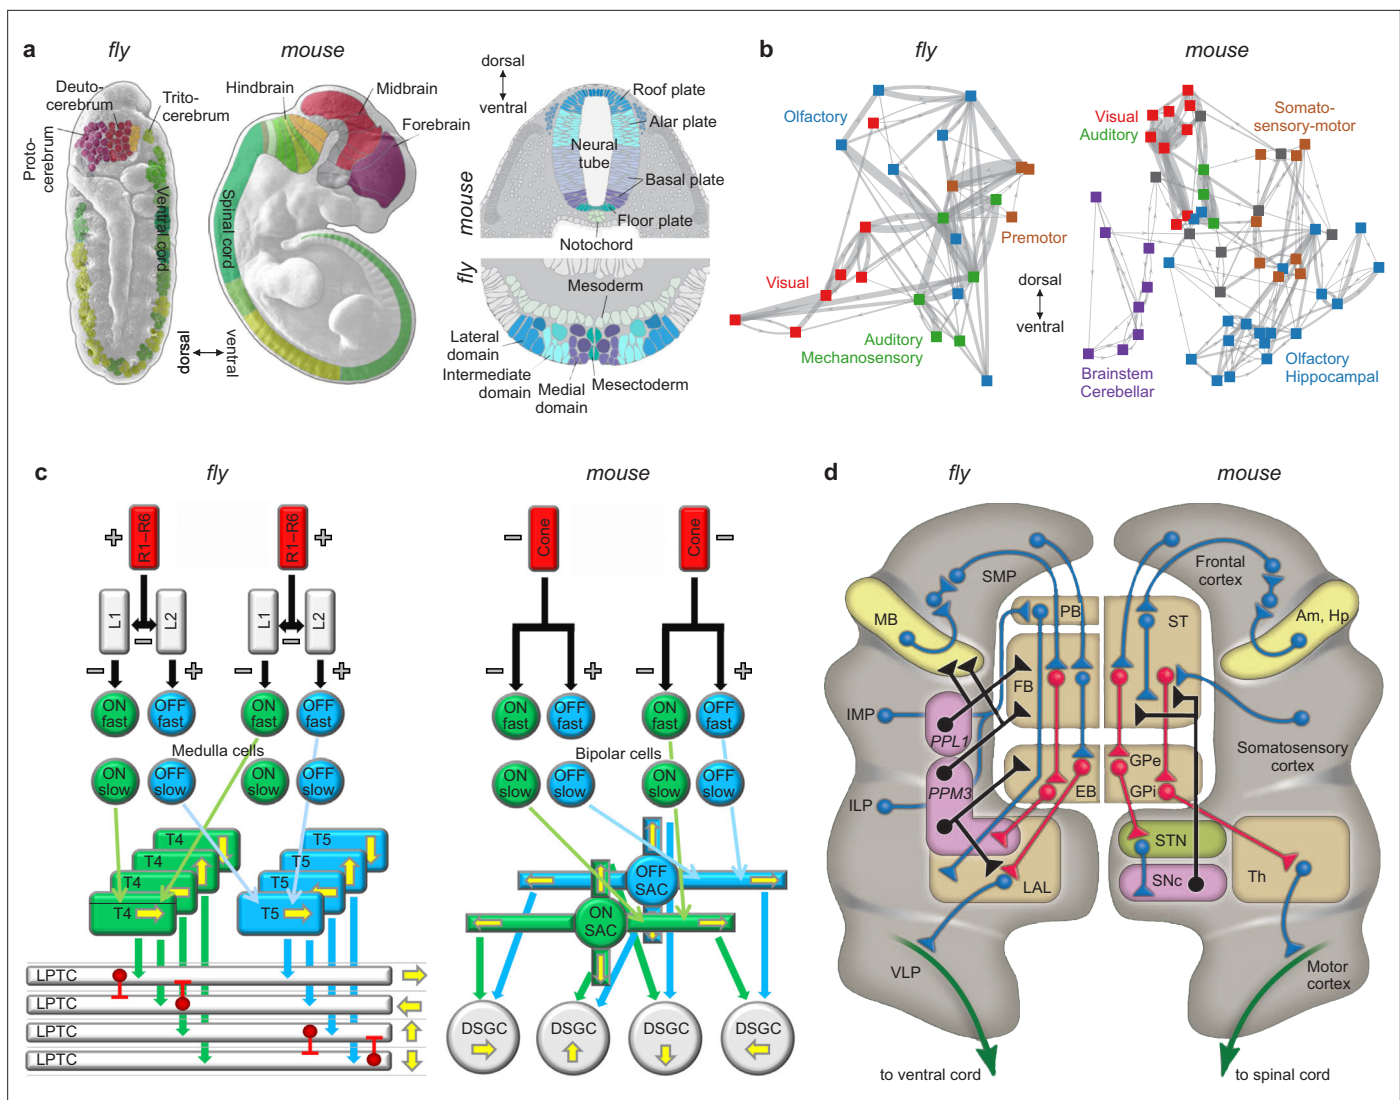 a
fly
mouse
Deuto-
cerebrum
Trito-
cerebrum
Proto-
cerebrum
Ventral cord
Hindbrain
Midbrain
Forebrain
Spinal cord
dorsal
ventral
dorsal
ventral
mouse
Roof plate
Alar plate
Neural
tube
Basal plate
Floor plate
Notochord
fly
Mesoderm
Lateral
domain
Intermediate
domain
Medial
domain
Mesectoderm
b
fly
mouse
Olfactory
Visual
Premotor
Auditory
Mechanosensory
dorsal
ventral
Visual
Auditory
Somato-
sensory-motor
Brainstem
Cerebellar
Olfactory
Hippocampal
c
fly
mouse
+
R1–R6
R1–R6
+
L1
–
L2
L1
–
L2
–
+
–
+
ON
fast
OFF
fast
ON
fast
OFF
fast
Medulla cells
ON
slow
OFF
slow
ON
slow
OFF
slow
T4
T4
T4
T4
T5
T5
T5
T5
LPTC
LPTC
LPTC
LPTC
–
Cone
Cone
–
–
+
–
+
ON
fast
OFF
fast
ON
fast
OFF
fast
Bipolar cells
ON
slow
OFF
slow
ON
slow
OFF
slow
OFF
SAC
ON
SAC
DSGC
DSGC
DSGC
DSGC
d
fly
mouse
SMP
MB
PB
FB
IMP
PPL1
ILP
PPM3
EB
LAL
VLP
to ventral cord
Frontal
cortex
ST
Am, Hp
Somatosensory
cortex
GPe
GPi
STN
SNc
Th
Motor
cortex
to spinal cord